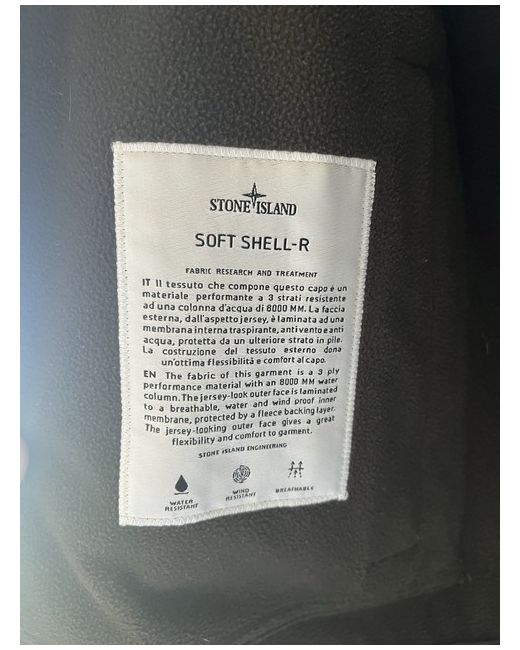 STONE ISLAND
SOFT SHELL-R
FABRIC RESEARCH AND TREATMENT
IT Il tessuto che compone questo capo è un
materiale performante a 3 strati resistente
ad una colonna d'acqua di 8000 MM. La faccia
esterna, dall'aspetto jersey, è laminata ad una
membrana interna traspirante, antivento e anti
acqua, protetta da un ulteriore strato in pile.
La costruzione del tessuto esterno dona
un'ottima flessibilità e comfort al capo.
EN The fabric of this garment is a 3 ply
performance material with an 8000 MM water
column. The jersey-look outer face is laminated
to a breathable, water and wind proof inner
membrane, protected by a fleece backing layer.
The jersey-looking outer face gives a great
flexibility and comfort to garment.
STONE ISLAND ENGINEERING
WATER
RESISTANT
WIND
RESISTANT
BREATHABLE